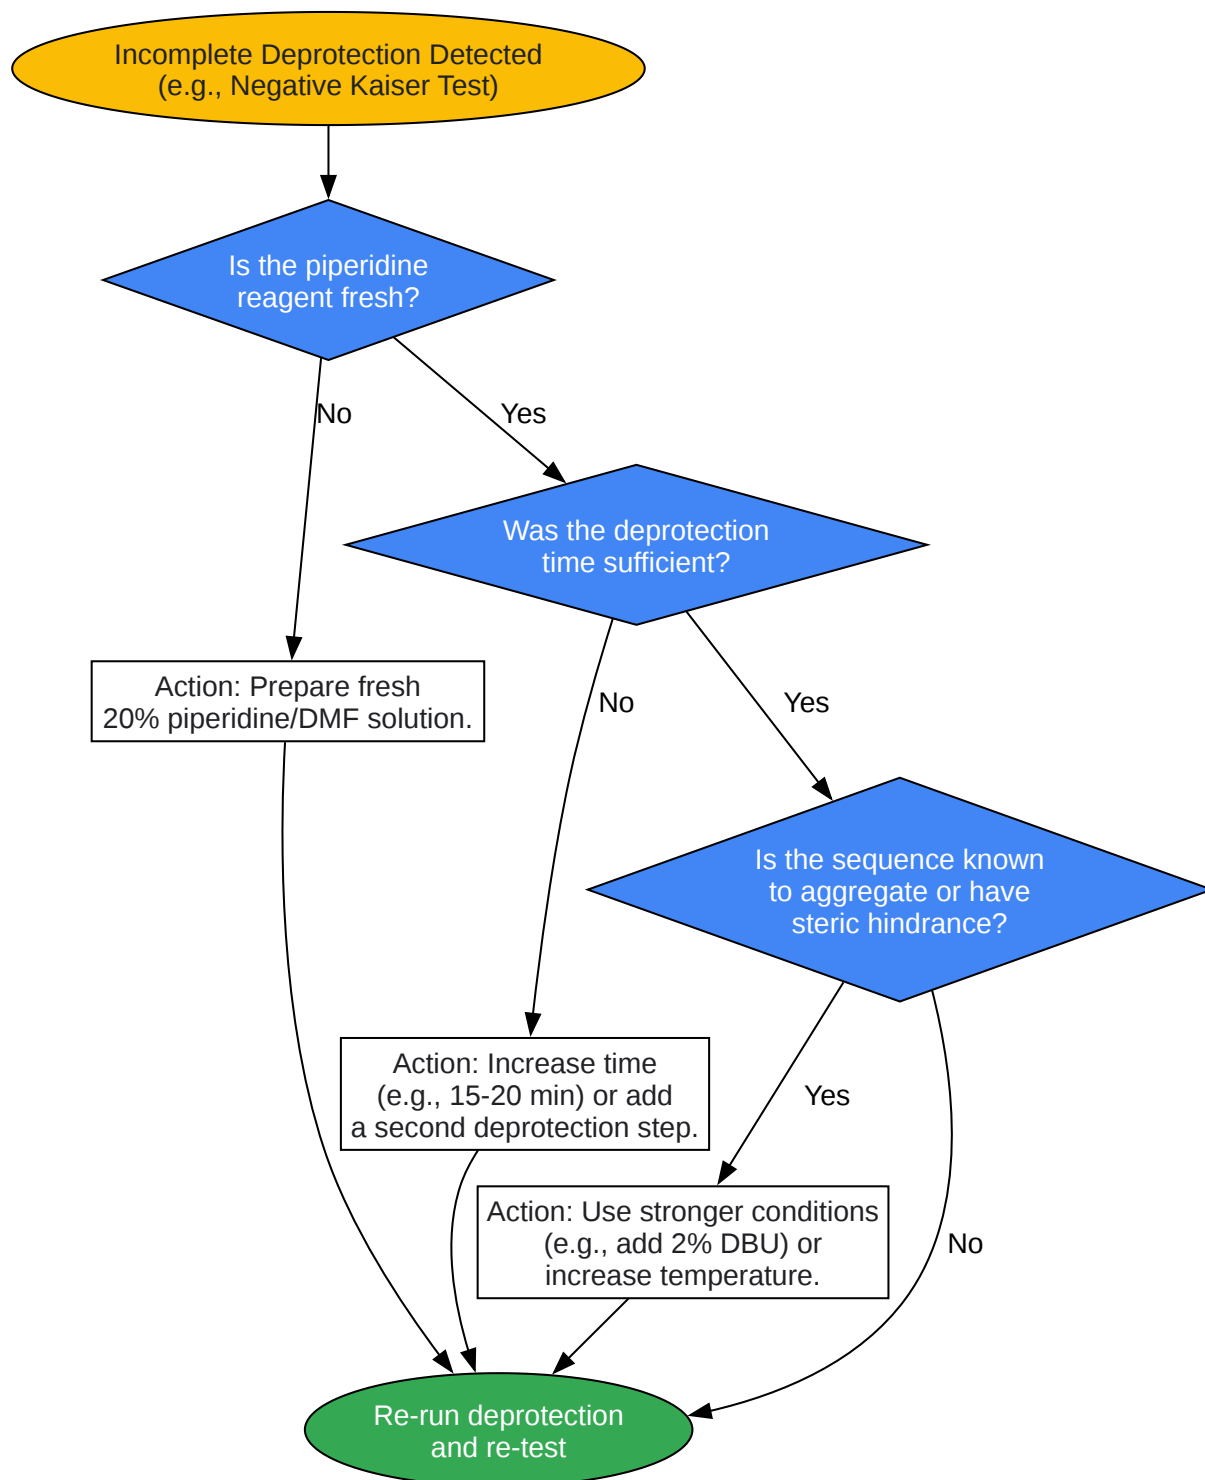 Incomplete Deprotection Detected
(e.g., Negative Kaiser Test)
Is the piperidine
reagent fresh?
No
Yes
Was the deprotection
time sufficient?
Action: Prepare fresh
20% piperidine/DMF solution.
No
Yes
Is the sequence known
to aggregate or have
steric hindrance?
Action: Increase time
(e.g., 15-20 min) or add
a second deprotection step.
Yes
Action: Use stronger conditions
(e.g., add 2% DBU) or
increase temperature.
No
Re-run deprotection
and re-test